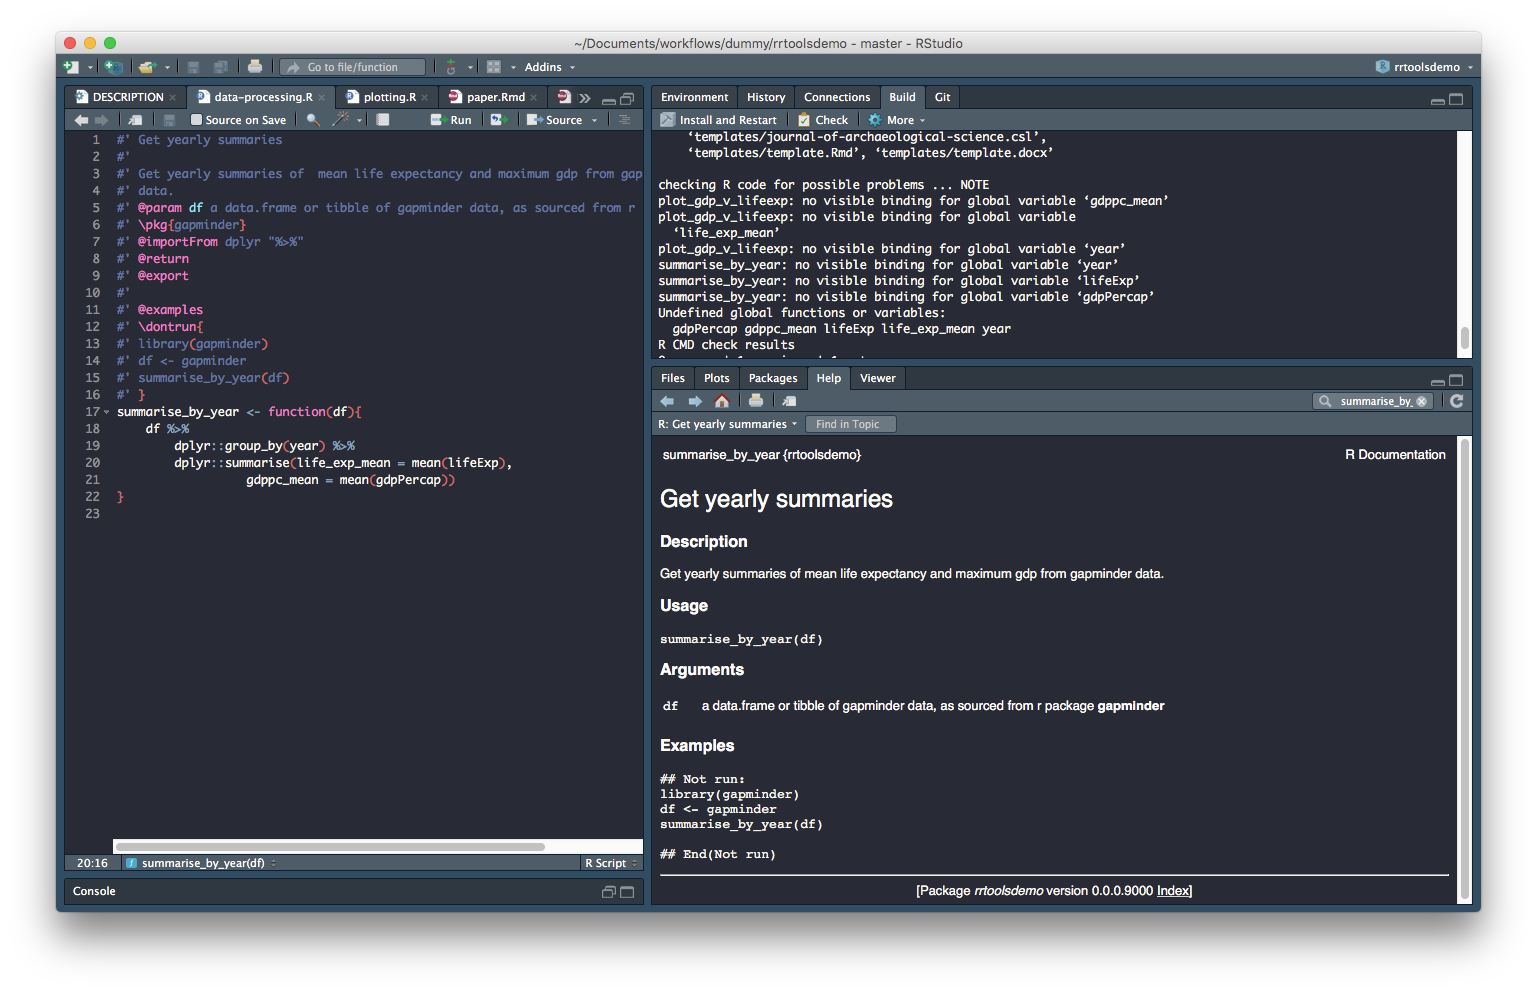 ~/Documents/workflows/dummy/rrtoolsdemo - master - RStudio
Go to file/function
Addins
rrtoolsdemo
DESCRIPTION
data-processing.R
plotting.R
paper.Rmd
Source on Save
Run
Source
1 #' Get yearly summaries
2 #'
3 #' Get yearly summaries of  mean life expectancy and maximum gdp from gap
4 #' data.
5 #' @param df a data.frame or tibble of gapminder data, as sourced from r
6 #' \pkg{gapminder}
7 #' @importFrom dplyr "%>%"
8 #' @return
9 #' @export
10 #'
11 #' @examples
12 #' \dontrun{
13 #' library(gapminder)
14 #' df <- gapminder
15 #' summarise_by_year(df)
16 #' }
17 summarise_by_year <- function(df){
18     df %>%
19         dplyr::group_by(year) %>%
20         dplyr::summarise(life_exp_mean = mean(lifeExp),
21                   gdppc_mean = mean(gdpPercap))
22 }
23
20:16
summarise_by_year(df)
R Script
Console
Environment
History
Connections
Build
Git
Install and Restart
Check
More
‘templates/journal-of-archaeological-science.csl’,
‘templates/template.Rmd’, ‘templates/template.docx’
checking R code for possible problems ... NOTE
plot_gdp_v_lifeexp: no visible binding for global variable ‘gdppc_mean’
plot_gdp_v_lifeexp: no visible binding for global variable
‘life_exp_mean’
plot_gdp_v_lifeexp: no visible binding for global variable ‘year’
summarise_by_year: no visible binding for global variable ‘year’
summarise_by_year: no visible binding for global variable ‘lifeExp’
summarise_by_year: no visible binding for global variable ‘gdpPercap’
Undefined global functions or variables:
gdpPercap gdppc_mean lifeExp life_exp_mean year
R CMD check results
Files
Plots
Packages
Help
Viewer
summarise_by_
R: Get yearly summaries
Find in Topic
summarise_by_year {rrtoolsdemo}
R Documentation
Get yearly summaries
Description
Get yearly summaries of mean life expectancy and maximum gdp from gapminder data.
Usage
summarise_by_year(df)
Arguments
df a data.frame or tibble of gapminder data, as sourced from r package gapminder
Examples
## Not run:
library(gapminder)
df <- gapminder
summarise_by_year(df)
## End(Not run)
[Package rrtoolsdemo version 0.0.0.9000 Index]